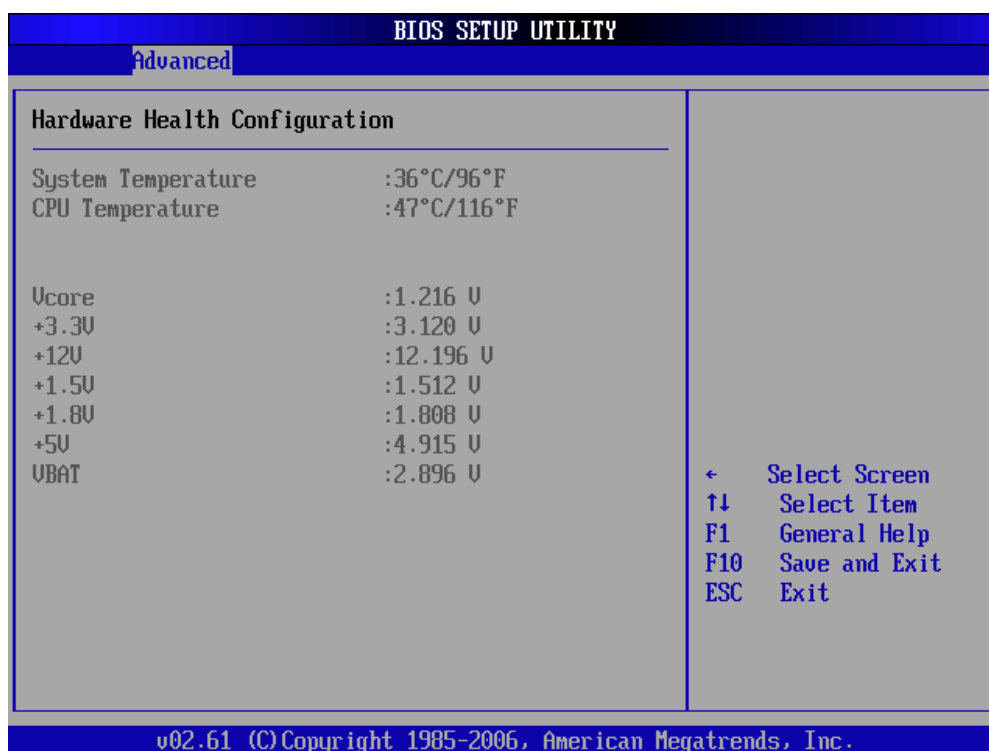 BIOS SETUP UTILITY
Advanced
Hardware Health Configuration
System Temperature :36°C/96°F
CPU Temperature :47°C/116°F
Vcore :1.216 V
+3.3V :3.120 V
+12V :12.196 V
+1.5V :1.512 V
+1.8V :1.808 V
+5V :4.915 V
VBAT :2.896 V
← Select Screen
↑↓ Select Item
F1 General Help
F10 Save and Exit
ESC Exit
v02.61 (C)Copyright 1985-2006, American Megatrends, Inc.